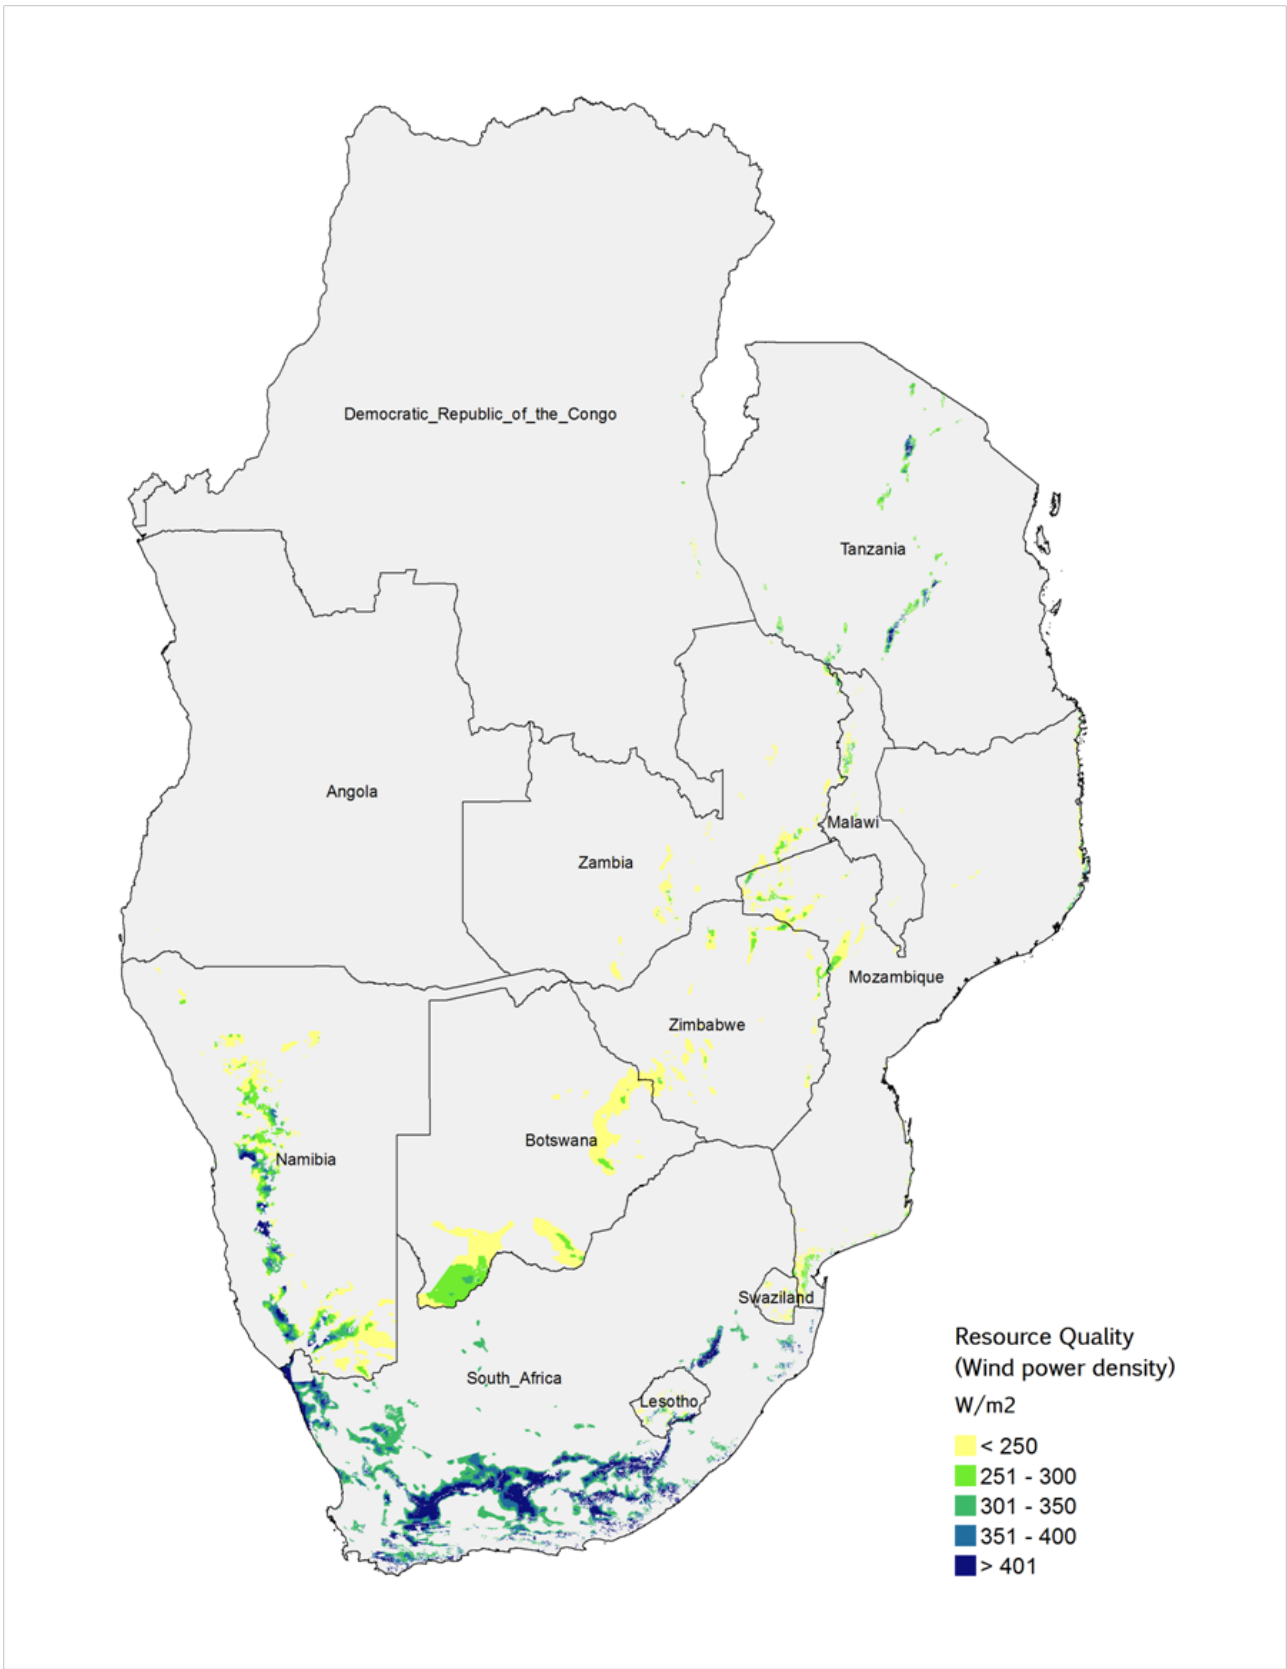 Democratic_Republic_of_the_Congo
Tanzania
Angola
Malawi
Zambia
Mozambique
Zimbabwe
Botswana
Namibia
Swaziland
South_Africa
Lesotho
Resource Quality
(Wind power density)
W/m2
< 250
251 - 300
301 - 350
351 - 400
> 401